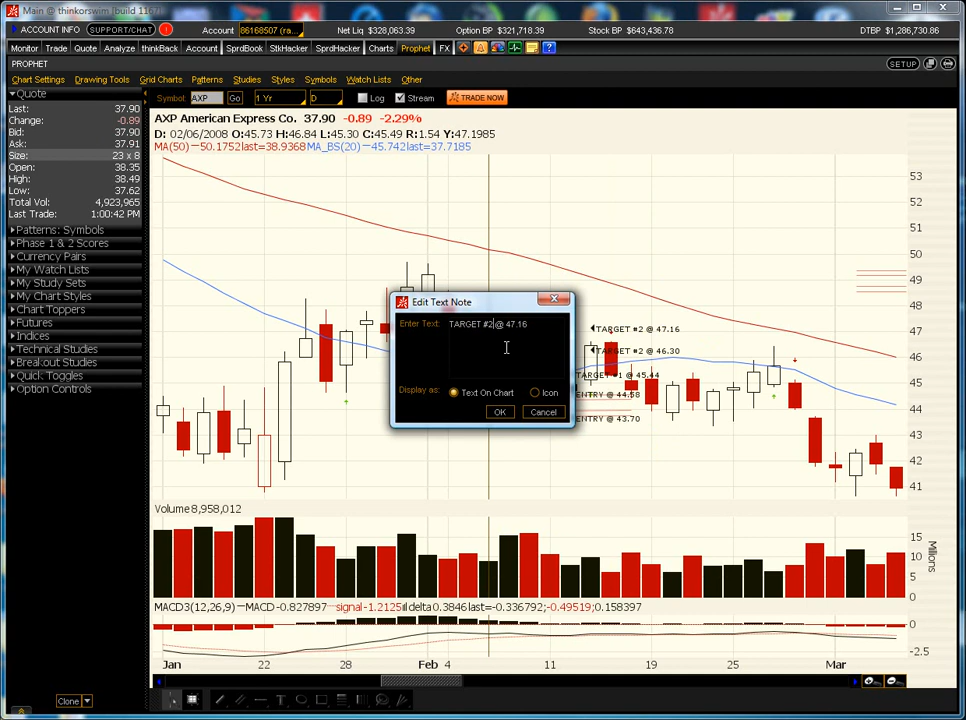 Main @ thinkorswim [build 1167]
ACCOUNT INFO SUPPORT/CHAT ! Account 86168507 (ra... Net Liq $328,063.39 Option BP $321,718.39 Stock BP $643,436.78 DTBP $1,286,730.86
Monitor Trade Quote Analyze thinkBack Account SprdBook StkHacker SprdHacker Charts Prophet FX ?
PROPHET SETUP
Chart Settings Drawing Tools Grid Charts Patterns Studies Styles Symbols Watch Lists Other
Quote Symbol: AXP Go 1 Yr D Log Stream TRADE NOW
Last: 37.90
Change: -0.89
Bid: 37.90
Ask: 37.91
Size: 23 x 8
Open: 38.35
High: 38.49
Low: 37.62
Total Vol: 4,923,965
Last Trade: 1:00:42 PM
Patterns: Symbols
Phase 1 & 2 Scores
Currency Pairs
My Watch Lists
My Study Sets
My Chart Styles
Chart Toppers
Futures
Indices
Technical Studies
Breakout Studies
Quick Toggles
Option Controls
AXP American Express Co. 37.90 -0.89 -2.29%
D: 02/06/2008 O:45.73 H:46.84 L:45.30 C:45.49 R:1.54 Y:47.1985
MA(50)—50.1752last=38.9368MA_BS(20)—45.742last=37.7185
53
52
51
50
49
48
47
46
45
44
43
42
41
Edit Text Note
Enter Text: TARGET #2@ 47.16
Display as: Text On Chart Icon
OK Cancel
TARGET #2 @ 47.16
TARGET #2 @ 46.30
TARGET #1 @ 45.44
ENTRY @ 44.58
ENTRY @ 43.70
Volume 8,958,012
15
10
5
0
Millions
MACD3(12,26,9)—MACD-0.827897 signal-1.2125 delta 0.3846last=-0.336792;-0.49519;0.158397
0
-2.5
Jan 22 28 Feb 4 11 19 25 Mar
Clone T